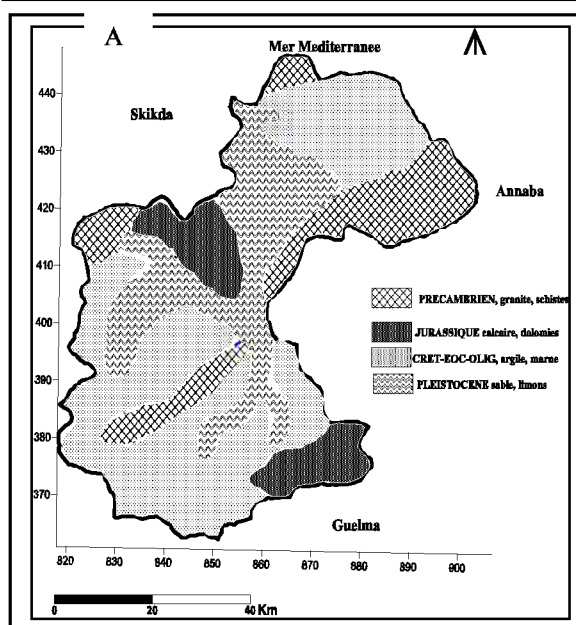 A
Mer Mediterranee
440
Skikda
430
Annaba
420
410
PRECAMBRIEN, granite, schistes
400
JURASSIQUE calcaire, dolomies
CRET-EOC-OLIG, argile, marne
390
PLEISTOCENE sable, limons
380
370
Guelma
820 830 840 850 860 870 880 890 900
0 20 40 Km